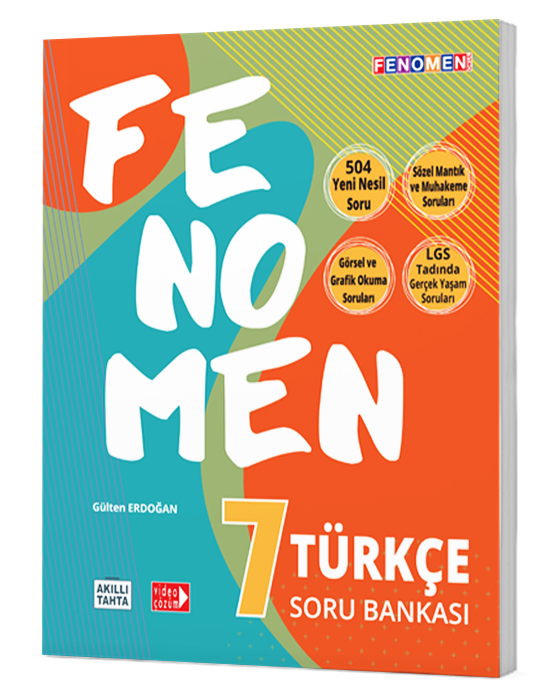 FENOMEN
FE
NO
MEN
504
Yeni Nesil
Soru
Sözel Mantık
ve Muhakeme
Soruları
Görsel ve
Grafik Okuma
Soruları
LGS
Tadında
Gerçek Yaşam
Soruları
Gülten ERDOĞAN
7 TÜRKÇE
SORU BANKASI
AKILLI
TAHTA
video
çözüm